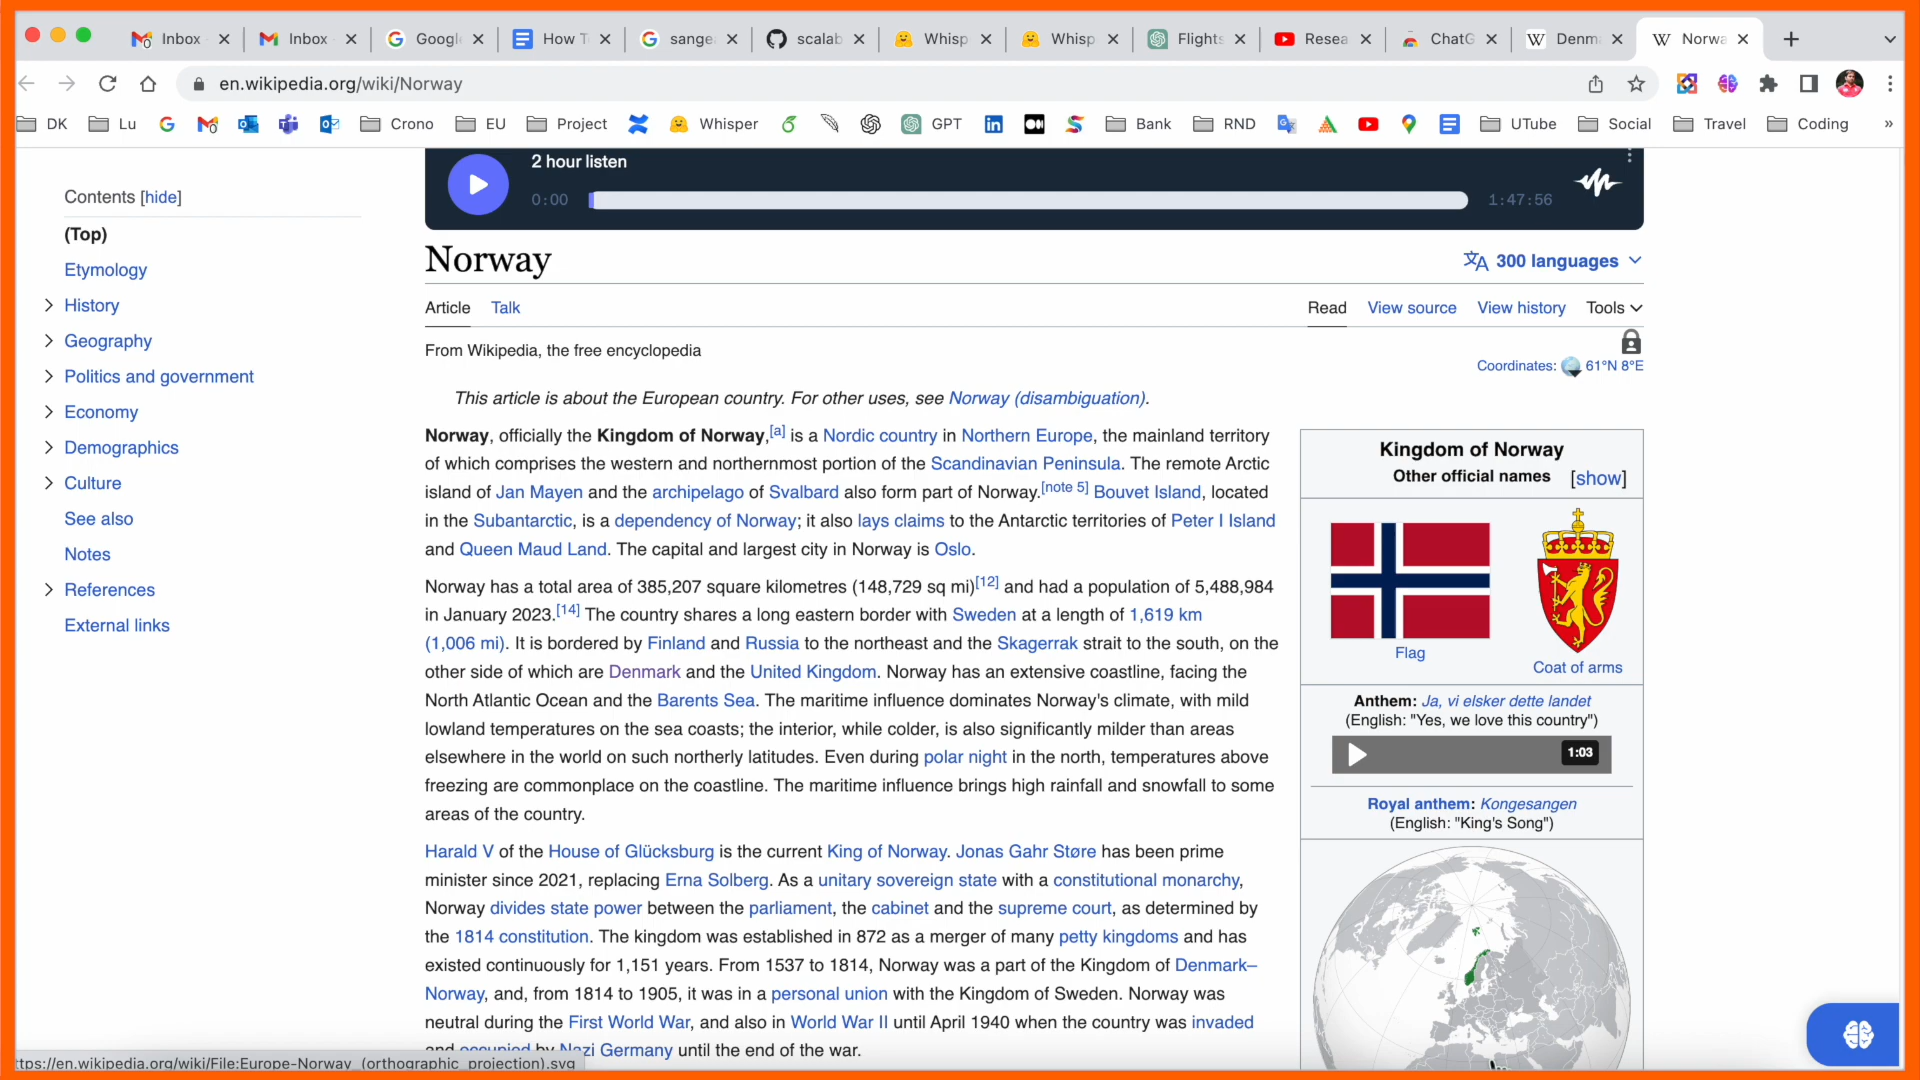 Inbox
Inbox
Google
How T
sange
scalab
Whisp
Whisp
Flights
Resea
ChatG
Denm
Norwa
en.wikipedia.org/wiki/Norway
DK
Lu
Crono
EU
Project
Whisper
GPT
Bank
RND
UTube
Social
Travel
Coding
»
2 hour listen
0:00
1:47:56
Contents [hide]
(Top)
Etymology
History
Geography
Politics and government
Economy
Demographics
Culture
See also
Notes
References
External links
Norway
300 languages
Article Talk
Read View source View history Tools
From Wikipedia, the free encyclopedia
Coordinates: 61°N 8°E
This article is about the European country. For other uses, see Norway (disambiguation).
Norway, officially the Kingdom of Norway,[a] is a Nordic country in Northern Europe, the mainland territory
of which comprises the western and northernmost portion of the Scandinavian Peninsula. The remote Arctic
island of Jan Mayen and the archipelago of Svalbard also form part of Norway.[note 5] Bouvet Island, located
in the Subantarctic, is a dependency of Norway; it also lays claims to the Antarctic territories of Peter I Island
and Queen Maud Land. The capital and largest city in Norway is Oslo.
Norway has a total area of 385,207 square kilometres (148,729 sq mi)[12] and had a population of 5,488,984
in January 2023.[14] The country shares a long eastern border with Sweden at a length of 1,619 km
(1,006 mi). It is bordered by Finland and Russia to the northeast and the Skagerrak strait to the south, on the
other side of which are Denmark and the United Kingdom. Norway has an extensive coastline, facing the
North Atlantic Ocean and the Barents Sea. The maritime influence dominates Norway's climate, with mild
lowland temperatures on the sea coasts; the interior, while colder, is also significantly milder than areas
elsewhere in the world on such northerly latitudes. Even during polar night in the north, temperatures above
freezing are commonplace on the coastline. The maritime influence brings high rainfall and snowfall to some
areas of the country.
Harald V of the House of Glücksburg is the current King of Norway. Jonas Gahr Støre has been prime
minister since 2021, replacing Erna Solberg. As a unitary sovereign state with a constitutional monarchy,
Norway divides state power between the parliament, the cabinet and the supreme court, as determined by
the 1814 constitution. The kingdom was established in 872 as a merger of many petty kingdoms and has
existed continuously for 1,151 years. From 1537 to 1814, Norway was a part of the Kingdom of Denmark–
Norway, and, from 1814 to 1905, it was in a personal union with the Kingdom of Sweden. Norway was
neutral during the First World War, and also in World War II until April 1940 when the country was invaded
and occupied by Nazi Germany until the end of the war.
Kingdom of Norway
Other official names [show]
Flag
Coat of arms
Anthem: Ja, vi elsker dette landet
(English: "Yes, we love this country")
1:03
Royal anthem: Kongesangen
(English: "King's Song")
ttps://en.wikipedia.org/wiki/File:Europe-Norway_(orthographic_projection).svg